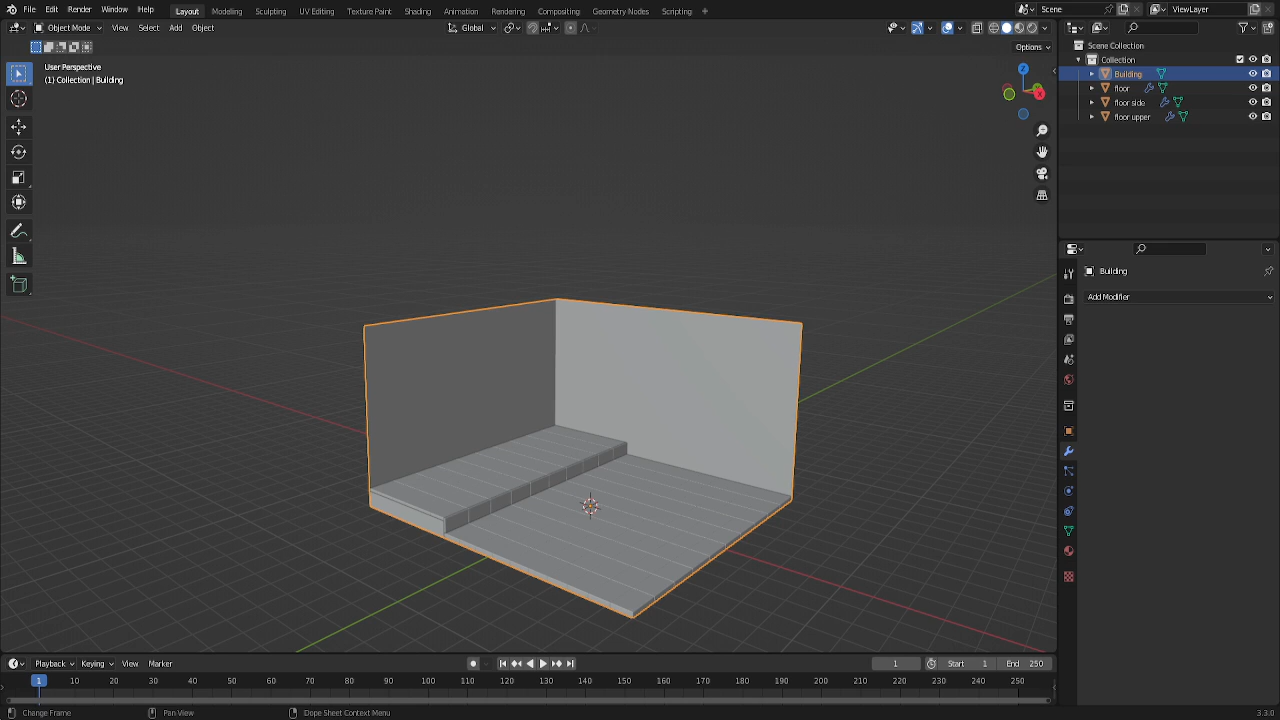 File Edit Render Window Help Layout Modeling Sculpting UV Editing Texture Paint Shading Animation Rendering Compositing Geometry Nodes Scripting + Scene ViewLayer
Object Mode View Select Add Object Global
Options
User Perspective
(1) Collection | Building
Z
X
Scene Collection
Collection
Building
floor
floor side
floor upper
Building
Add Modifier
Playback Keying View Marker 1 Start 1 End 250
1 10 20 30 40 50 60 70 80 90 100 110 120 130 140 150 160 170 180 190 200 210 220 230 240 250
Change Frame Pan View Dope Sheet Context Menu 3.3.0